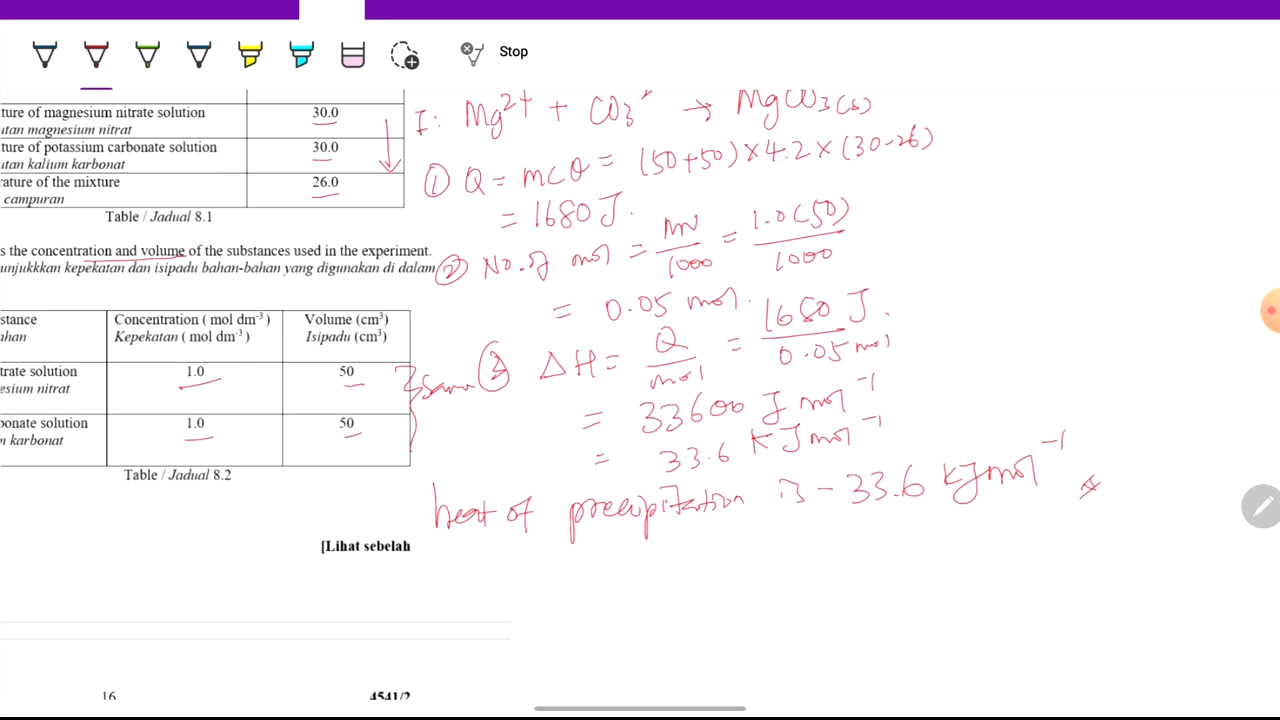 Stop
ture of magnesium nitrate solution 30.0
utan magnesium nitrat
ture of potassium carbonate solution 30.0
utan kalium karbonat
rature of the mixture 26.0
campuran
Table / Jadual 8.1
s the concentration and volume of the substances used in the experiment.
unjukkkan kepekatan dan isipadu bahan-bahan yang digunakan di dalam
stance Concentration ( mol dm⁻³ ) Volume (cm³)
ahan Kepekatan ( mol dm⁻³ ) Isipadu (cm³)
trate solution 1.0 50
esium nitrat
bonate solution 1.0 50
n karbonat
Table / Jadual 8.2
[Lihat sebelah
16 4541/2
I: Mg²⁺ + CO₃ → MgCO₃(s)
① Q = mcθ = (50+50) × 4.2 × (30-26)
= 1680 J.
② No. of mol = MV/1000 = 1.0(50)/1000
= 0.05 mol.
Same
③ ΔH = Q/mol = 1680 J./0.05 mol
= 33600 J mol⁻¹
= 33.6 kJ mol⁻¹
heat of precipitation is - 33.6 kJ mol⁻¹